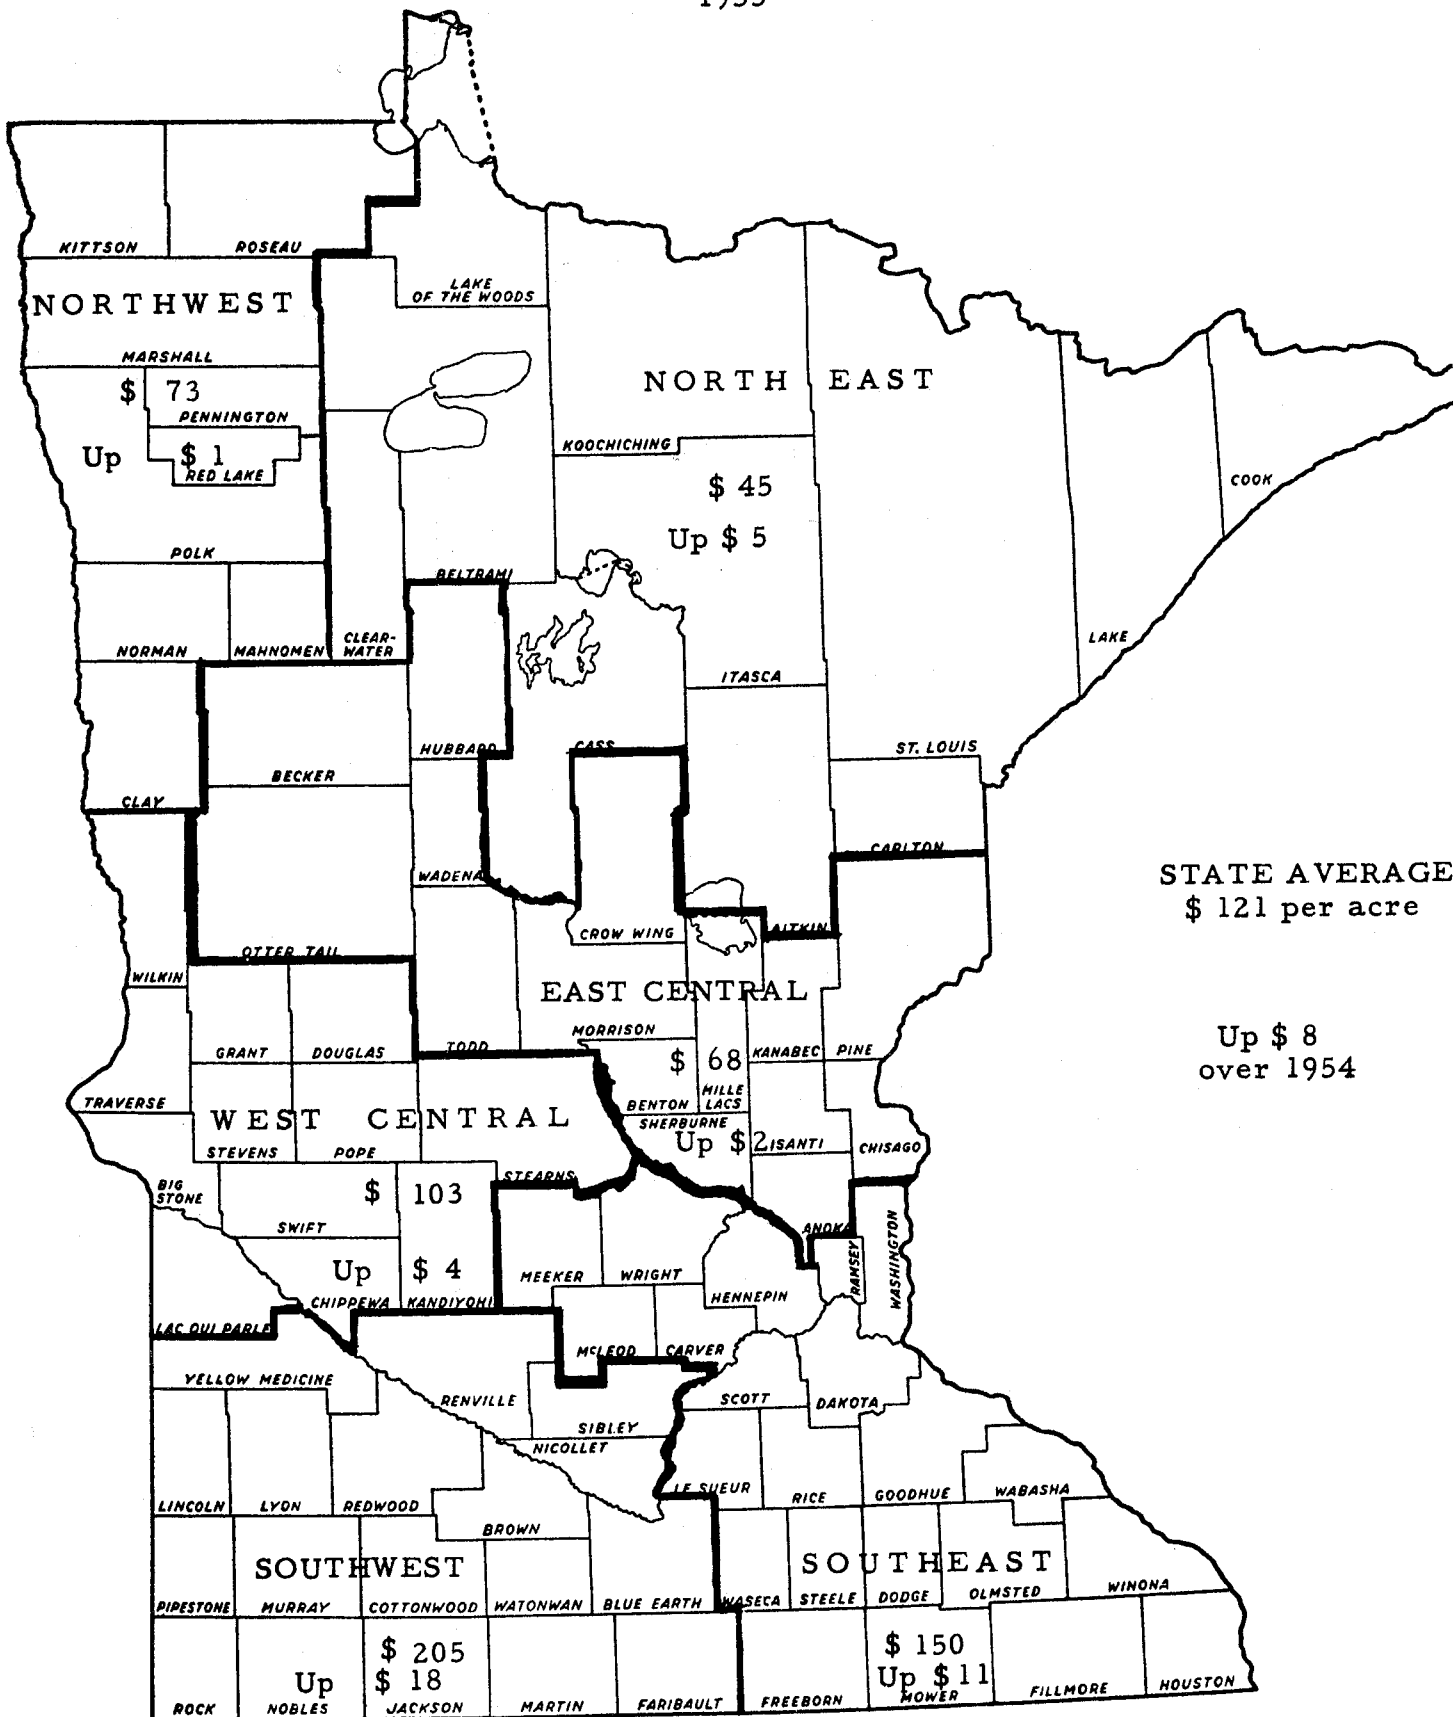 KITTSON
ROSEAU
LAKE
OF THE WOODS
NORTHWEST
MARSHALL
$ 73
PENNINGTON
Up $ 1
RED LAKE
NORTH EAST
KOOCHICHING
$ 45
Up $ 5
COOK
POLK
BELTRAMI
NORMAN
MAHNOMEN
CLEAR-
WATER
LAKE
ITASCA
HUBBARD
CASS
ST. LOUIS
BECKER
CLAY
CARLTON
WADENA
STATE AVERAGE
$ 121 per acre
CROW WING
AITKIN
OTTER TAIL
WILKIN
EAST CENTRAL
MORRISON
Up $ 8
over 1954
GRANT
DOUGLAS
TODD
$ 68
KANABEC
PINE
TRAVERSE
WEST CENTRAL
BENTON
MILLE
LACS
SHERBURNE
Up $ 2
ISANTI
CHISAGO
STEVENS
POPE
STEARNS
BIG
STONE
$ 103
SWIFT
ANOKA
RAMSEY
WASHINGTON
Up $ 4
MEEKER
WRIGHT
HENNEPIN
CHIPPEWA
KANDIYOHI
LAC QUI PARLE
McLEOD
CARVER
YELLOW MEDICINE
RENVILLE
SCOTT
DAKOTA
SIBLEY
NICOLLET
LE SUEUR
RICE
GOODHUE
WABASHA
LINCOLN
LYON
REDWOOD
BROWN
SOUTHWEST
SOUTHEAST
PIPESTONE
MURRAY
COTTONWOOD
WATONWAN
BLUE EARTH
WASECA
STEELE
DODGE
OLMSTED
WINONA
$ 205
Up $ 18
$ 150
Up $ 11
ROCK
NOBLES
JACKSON
MARTIN
FARIBAULT
FREEBORN
MOWER
FILLMORE
HOUSTON